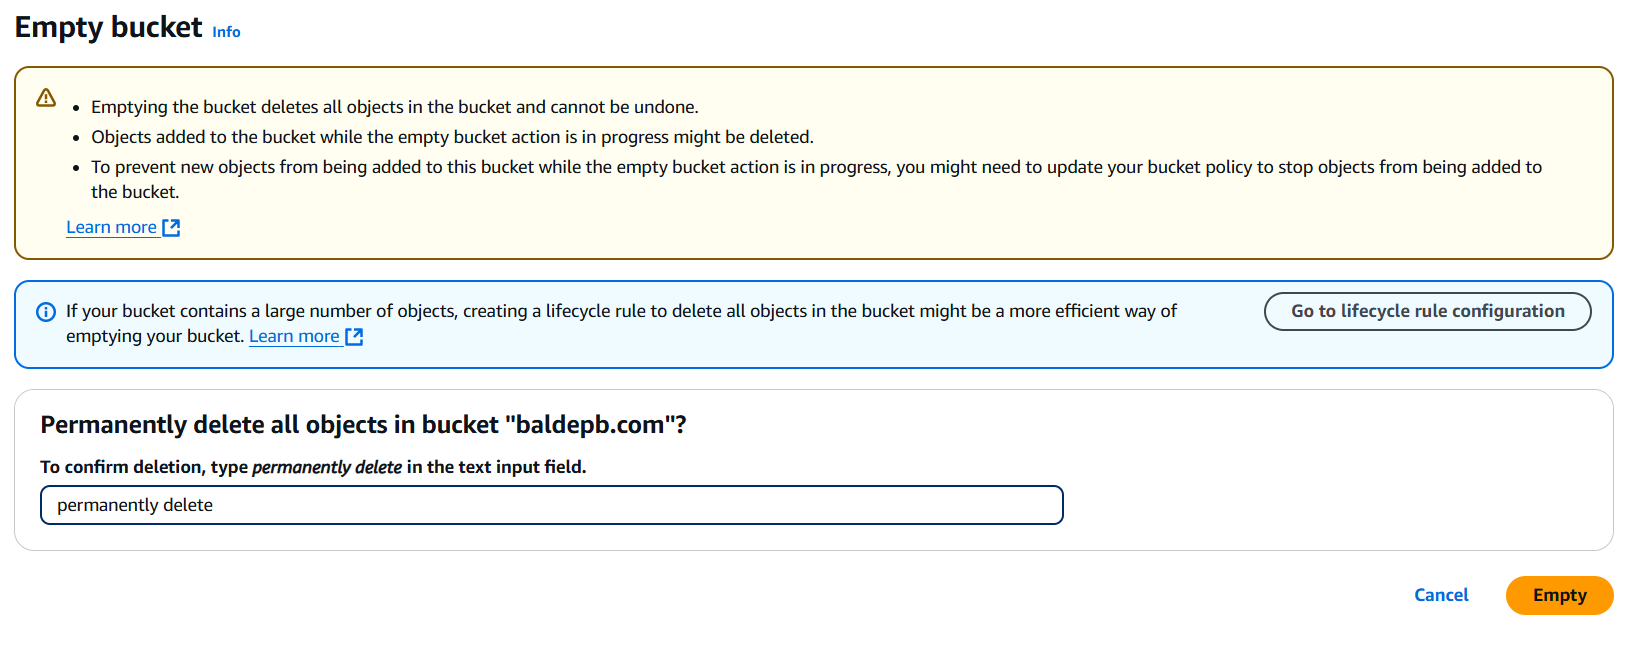 Empty bucket Info
Emptying the bucket deletes all objects in the bucket and cannot be undone.
Objects added to the bucket while the empty bucket action is in progress might be deleted.
To prevent new objects from being added to this bucket while the empty bucket action is in progress, you might need to update your bucket policy to stop objects from being added to
the bucket.
Learn more
If your bucket contains a large number of objects, creating a lifecycle rule to delete all objects in the bucket might be a more efficient way of
emptying your bucket. Learn more
Go to lifecycle rule configuration
Permanently delete all objects in bucket "baldepb.com"?
To confirm deletion, type permanently delete in the text input field.
permanently delete
Cancel
Empty